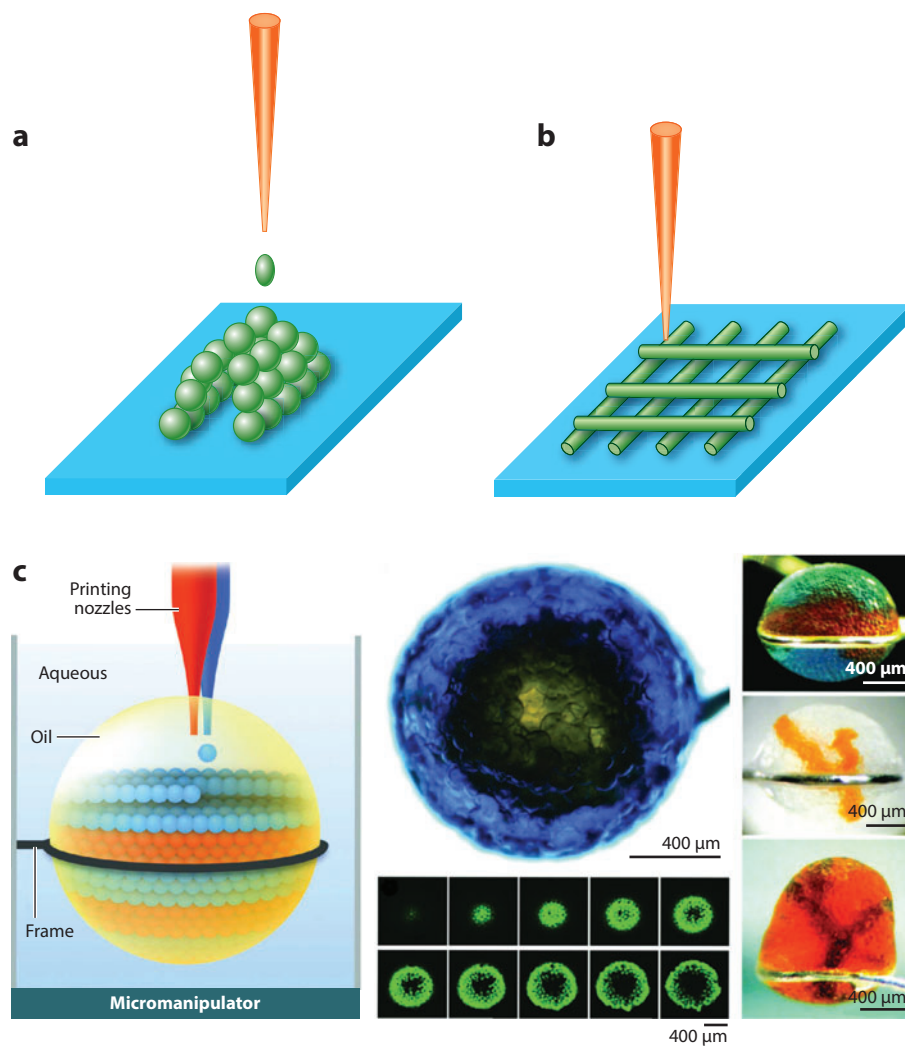 a
b
c
Printing
nozzles
Aqueous
Oil
Frame
Micromanipulator
400 µm
400 µm
400 µm
400 µm
400 µm